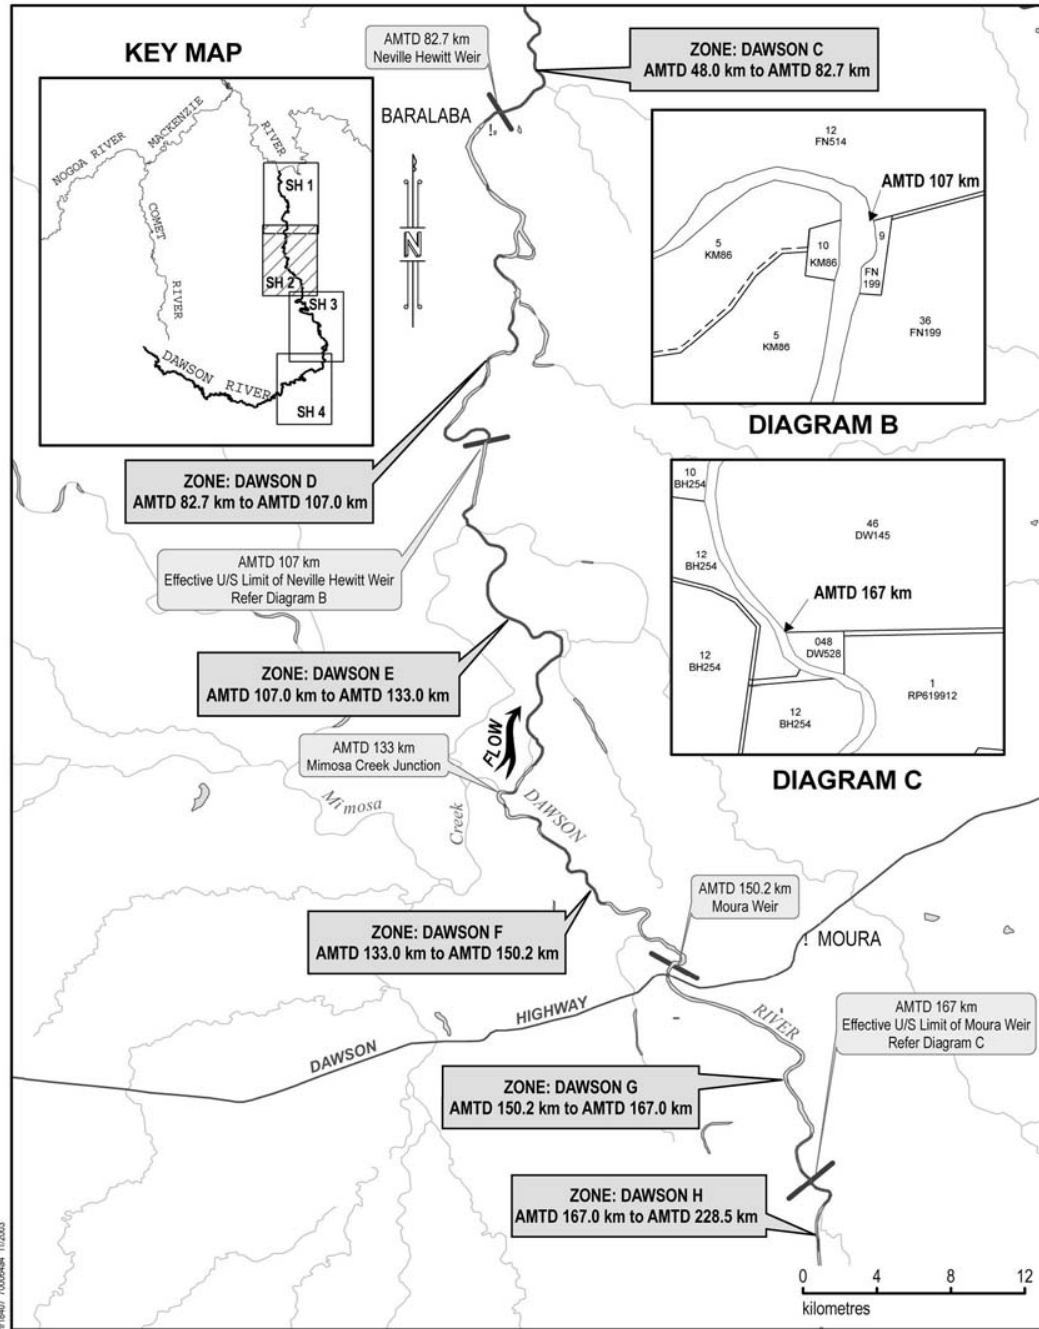 KEY MAP
AMTD 82.7 km
Neville Hewitt Weir
ZONE: DAWSON C
AMTD 48.0 km to AMTD 82.7 km
BARALABA
NOGOA RIVER
MACKENZIE
RIVER
COMET
RIVER
DAWSON RIVER
SH 1
SH 2
SH 3
SH 4
N
12
FN514
AMTD 107 km
5
KM86
10
KM86
9
FN
199
5
KM86
36
FN199
DIAGRAM B
ZONE: DAWSON D
AMTD 82.7 km to AMTD 107.0 km
AMTD 107 km
Effective U/S Limit of Neville Hewitt Weir
Refer Diagram B
10
BH254
46
DW145
12
BH254
AMTD 167 km
048
DW528
12
BH254
1
RP619912
12
BH254
DIAGRAM C
ZONE: DAWSON E
AMTD 107.0 km to AMTD 133.0 km
FLOW
AMTD 133 km
Mimosa Creek Junction
Mimosa
Creek
DAWSON
AMTD 150.2 km
Moura Weir
ZONE: DAWSON F
AMTD 133.0 km to AMTD 150.2 km
! MOURA
AMTD 167 km
Effective U/S Limit of Moura Weir
Refer Diagram C
DAWSON
HIGHWAY
RIVER
ZONE: DAWSON G
AMTD 150.2 km to AMTD 167.0 km
ZONE: DAWSON H
AMTD 167.0 km to AMTD 228.5 km
0 4 8 12
kilometres
11/2003